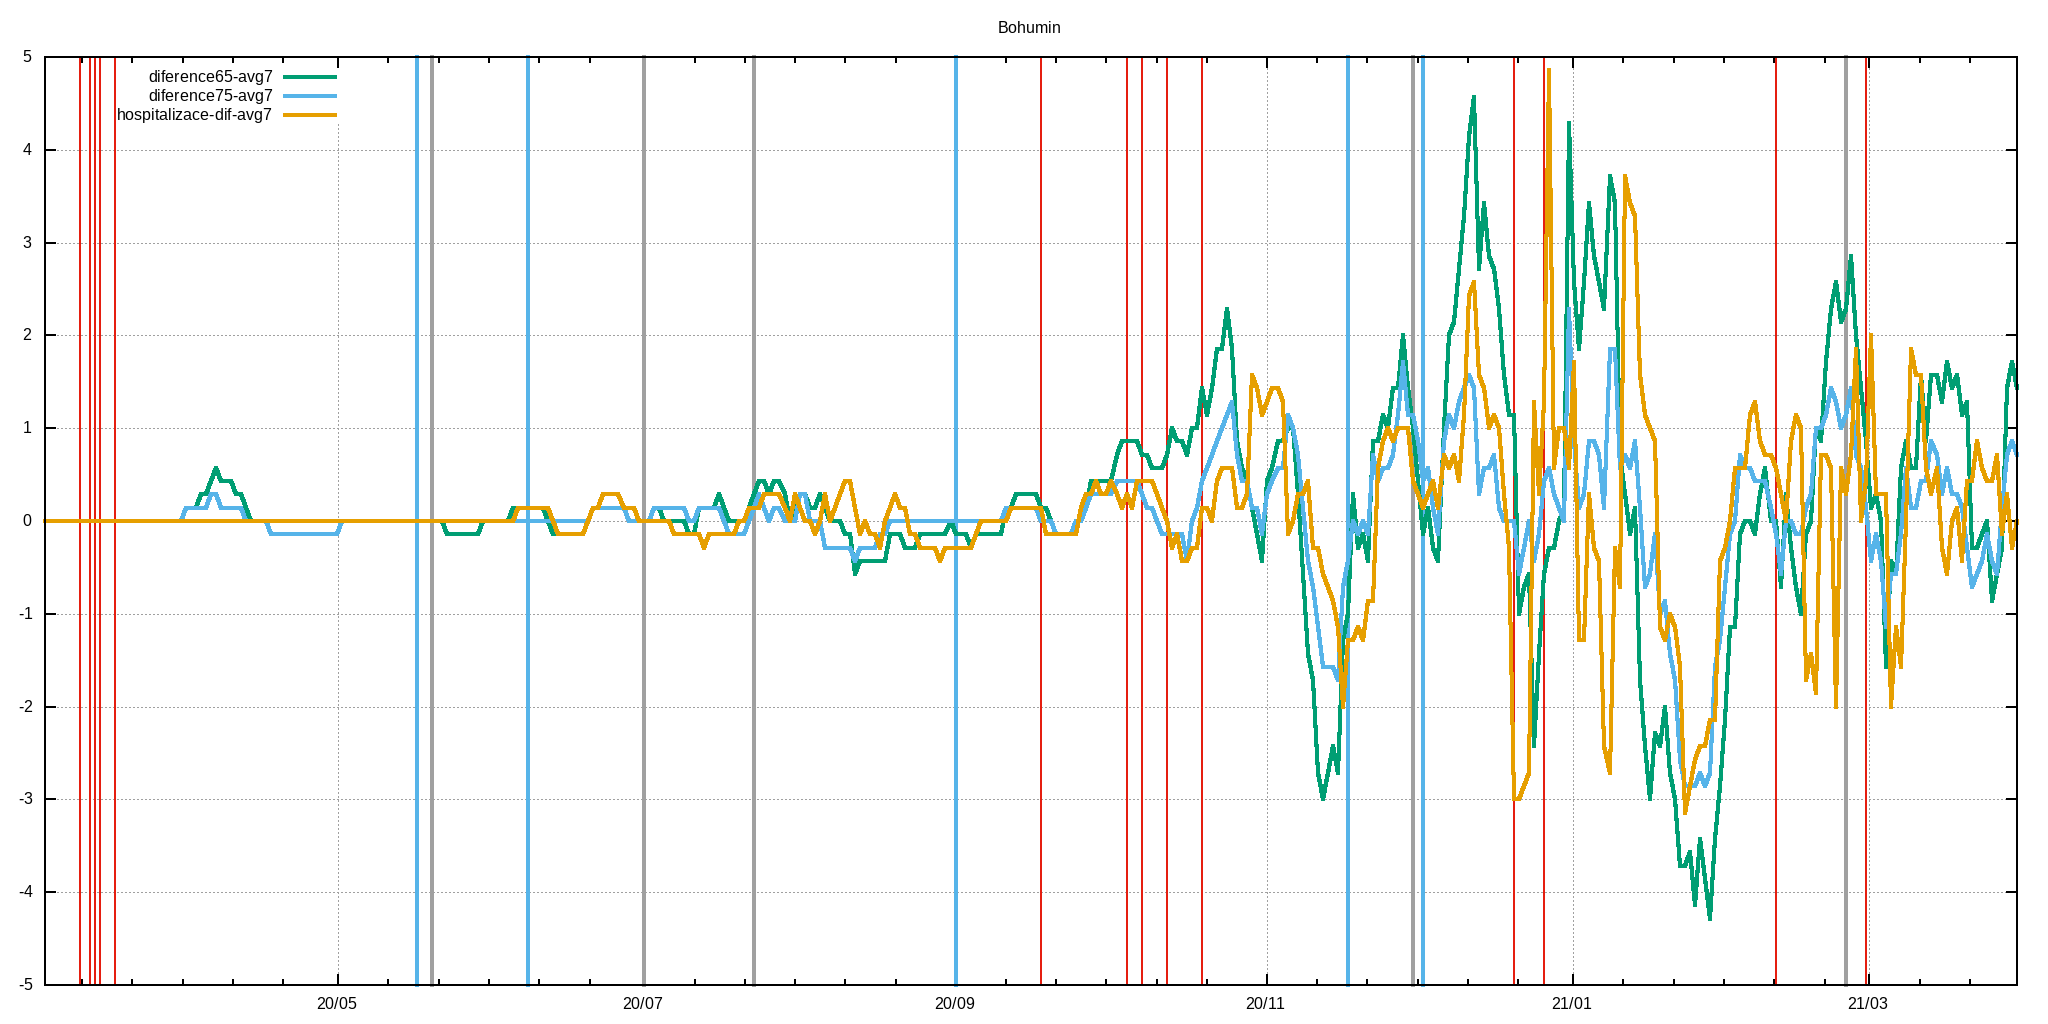 Bohumin
diference65-avg7
diference75-avg7
hospitalizace-dif-avg7
5
4
3
2
1
0
-1
-2
-3
-4
-5
20/05 20/07 20/09 20/11 21/01 21/03